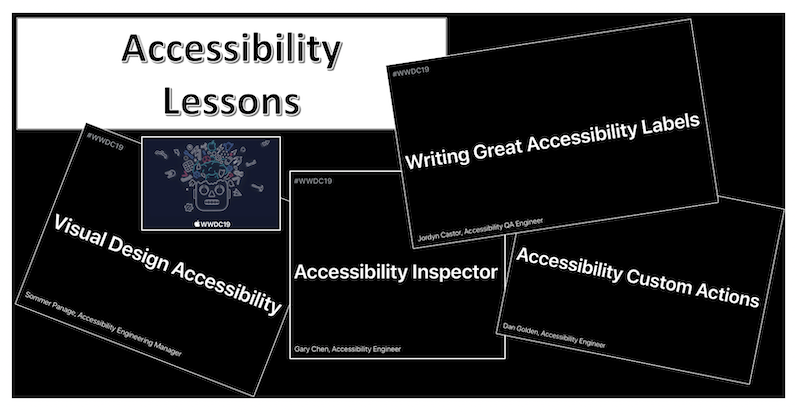 Accessibility
Lessons
#WWDC19
Writing Great Accessibility Labels
Jordyn Castor, Accessibility QA Engineer
#WWDC19
Visual Design Accessibility
Sommer Panage, Accessibility Engineering Manager
WWDC19
#WWDC19
Accessibility Inspector
Gary Chen, Accessibility Engineer
Accessibility Custom Actions
Dan Golden, Accessibility Engineer